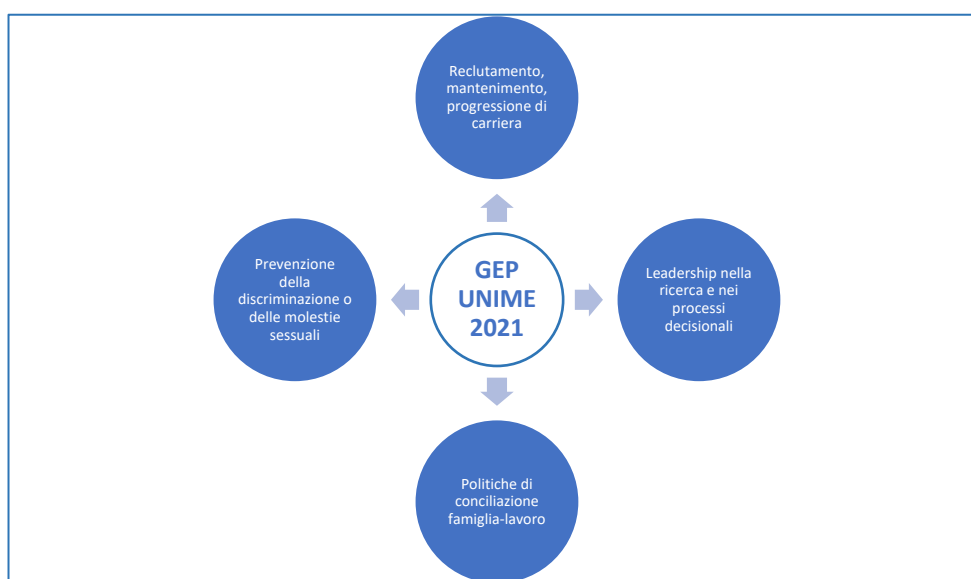 Reclutamento,
mantenimento,
progressione di
carriera
Prevenzione
della
discriminazione o
delle molestie
sessuali
GEP
UNIME
2021
Leadership nella
ricerca e nei
processi
decisionali
Politiche di
conciliazione
famiglia-lavoro